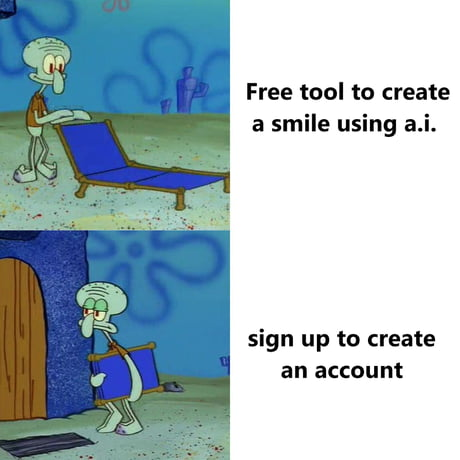 Free tool to create
a smile using a.i.
sign up to create
an account